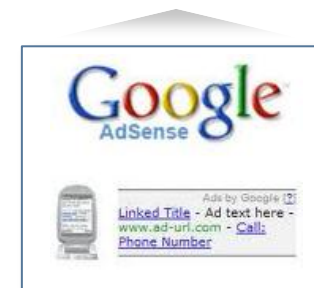 Google
AdSense
Ads by Google [?]
Linked Title - Ad text here -
www.ad-url.com - Call:
Phone Number